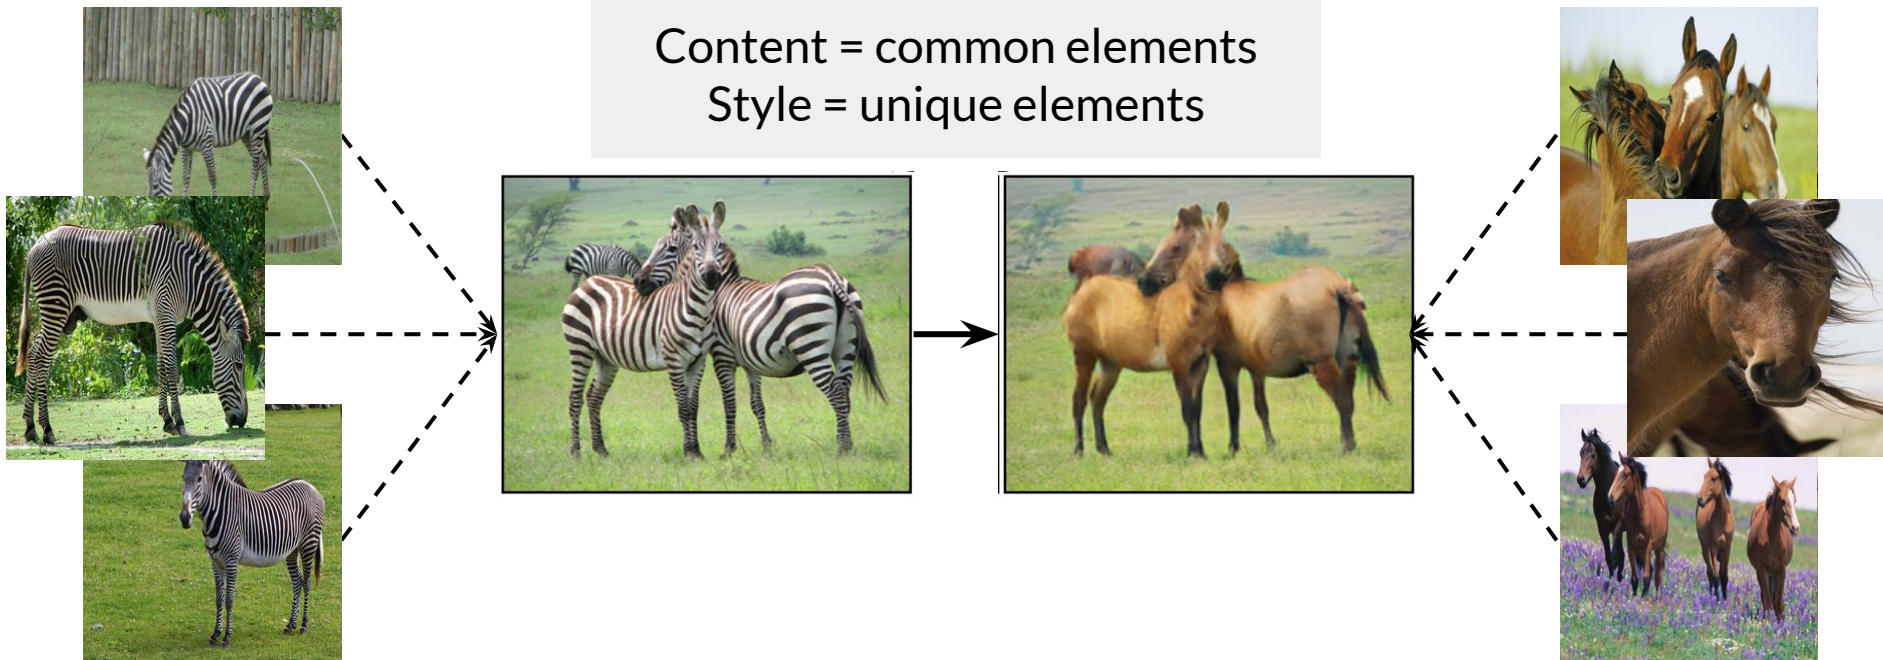 Content = common elements
Style = unique elements